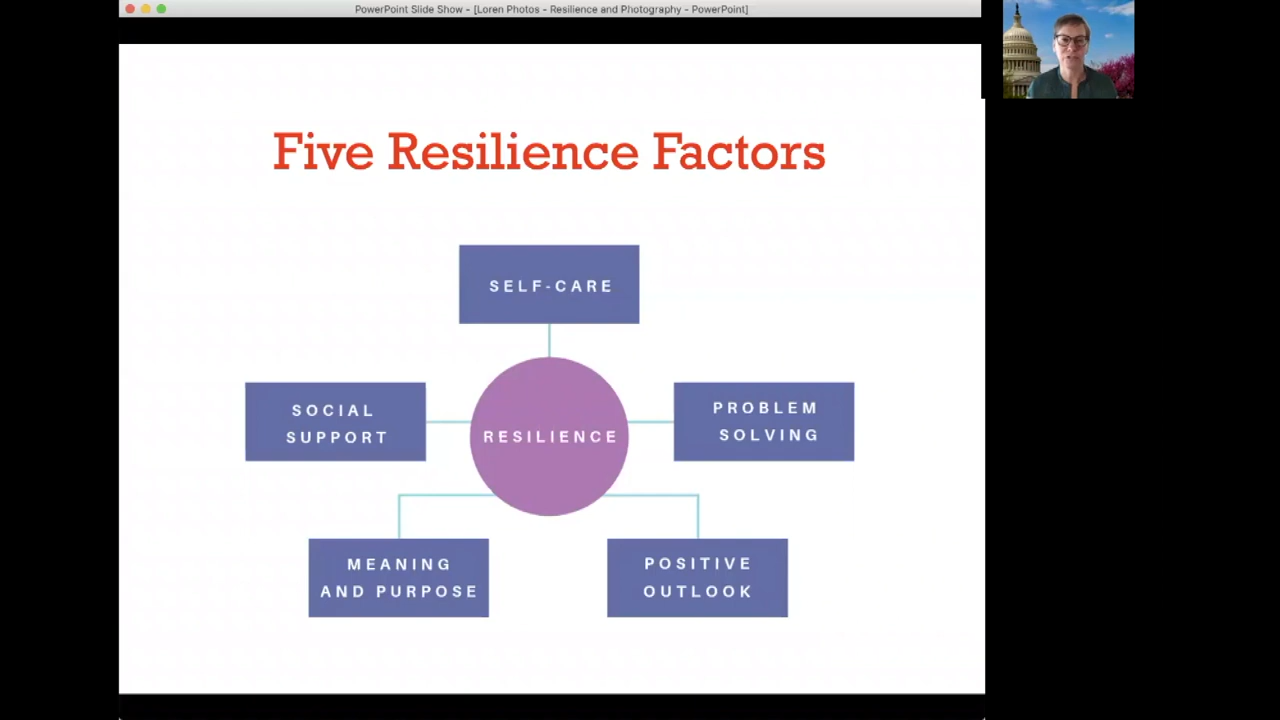 PowerPoint Slide Show - [Loren Photos - Resilience and Photography - PowerPoint]
Five Resilience Factors
SELF-CARE
SOCIAL
SUPPORT
RESILIENCE
PROBLEM
SOLVING
MEANING
AND PURPOSE
POSITIVE
OUTLOOK